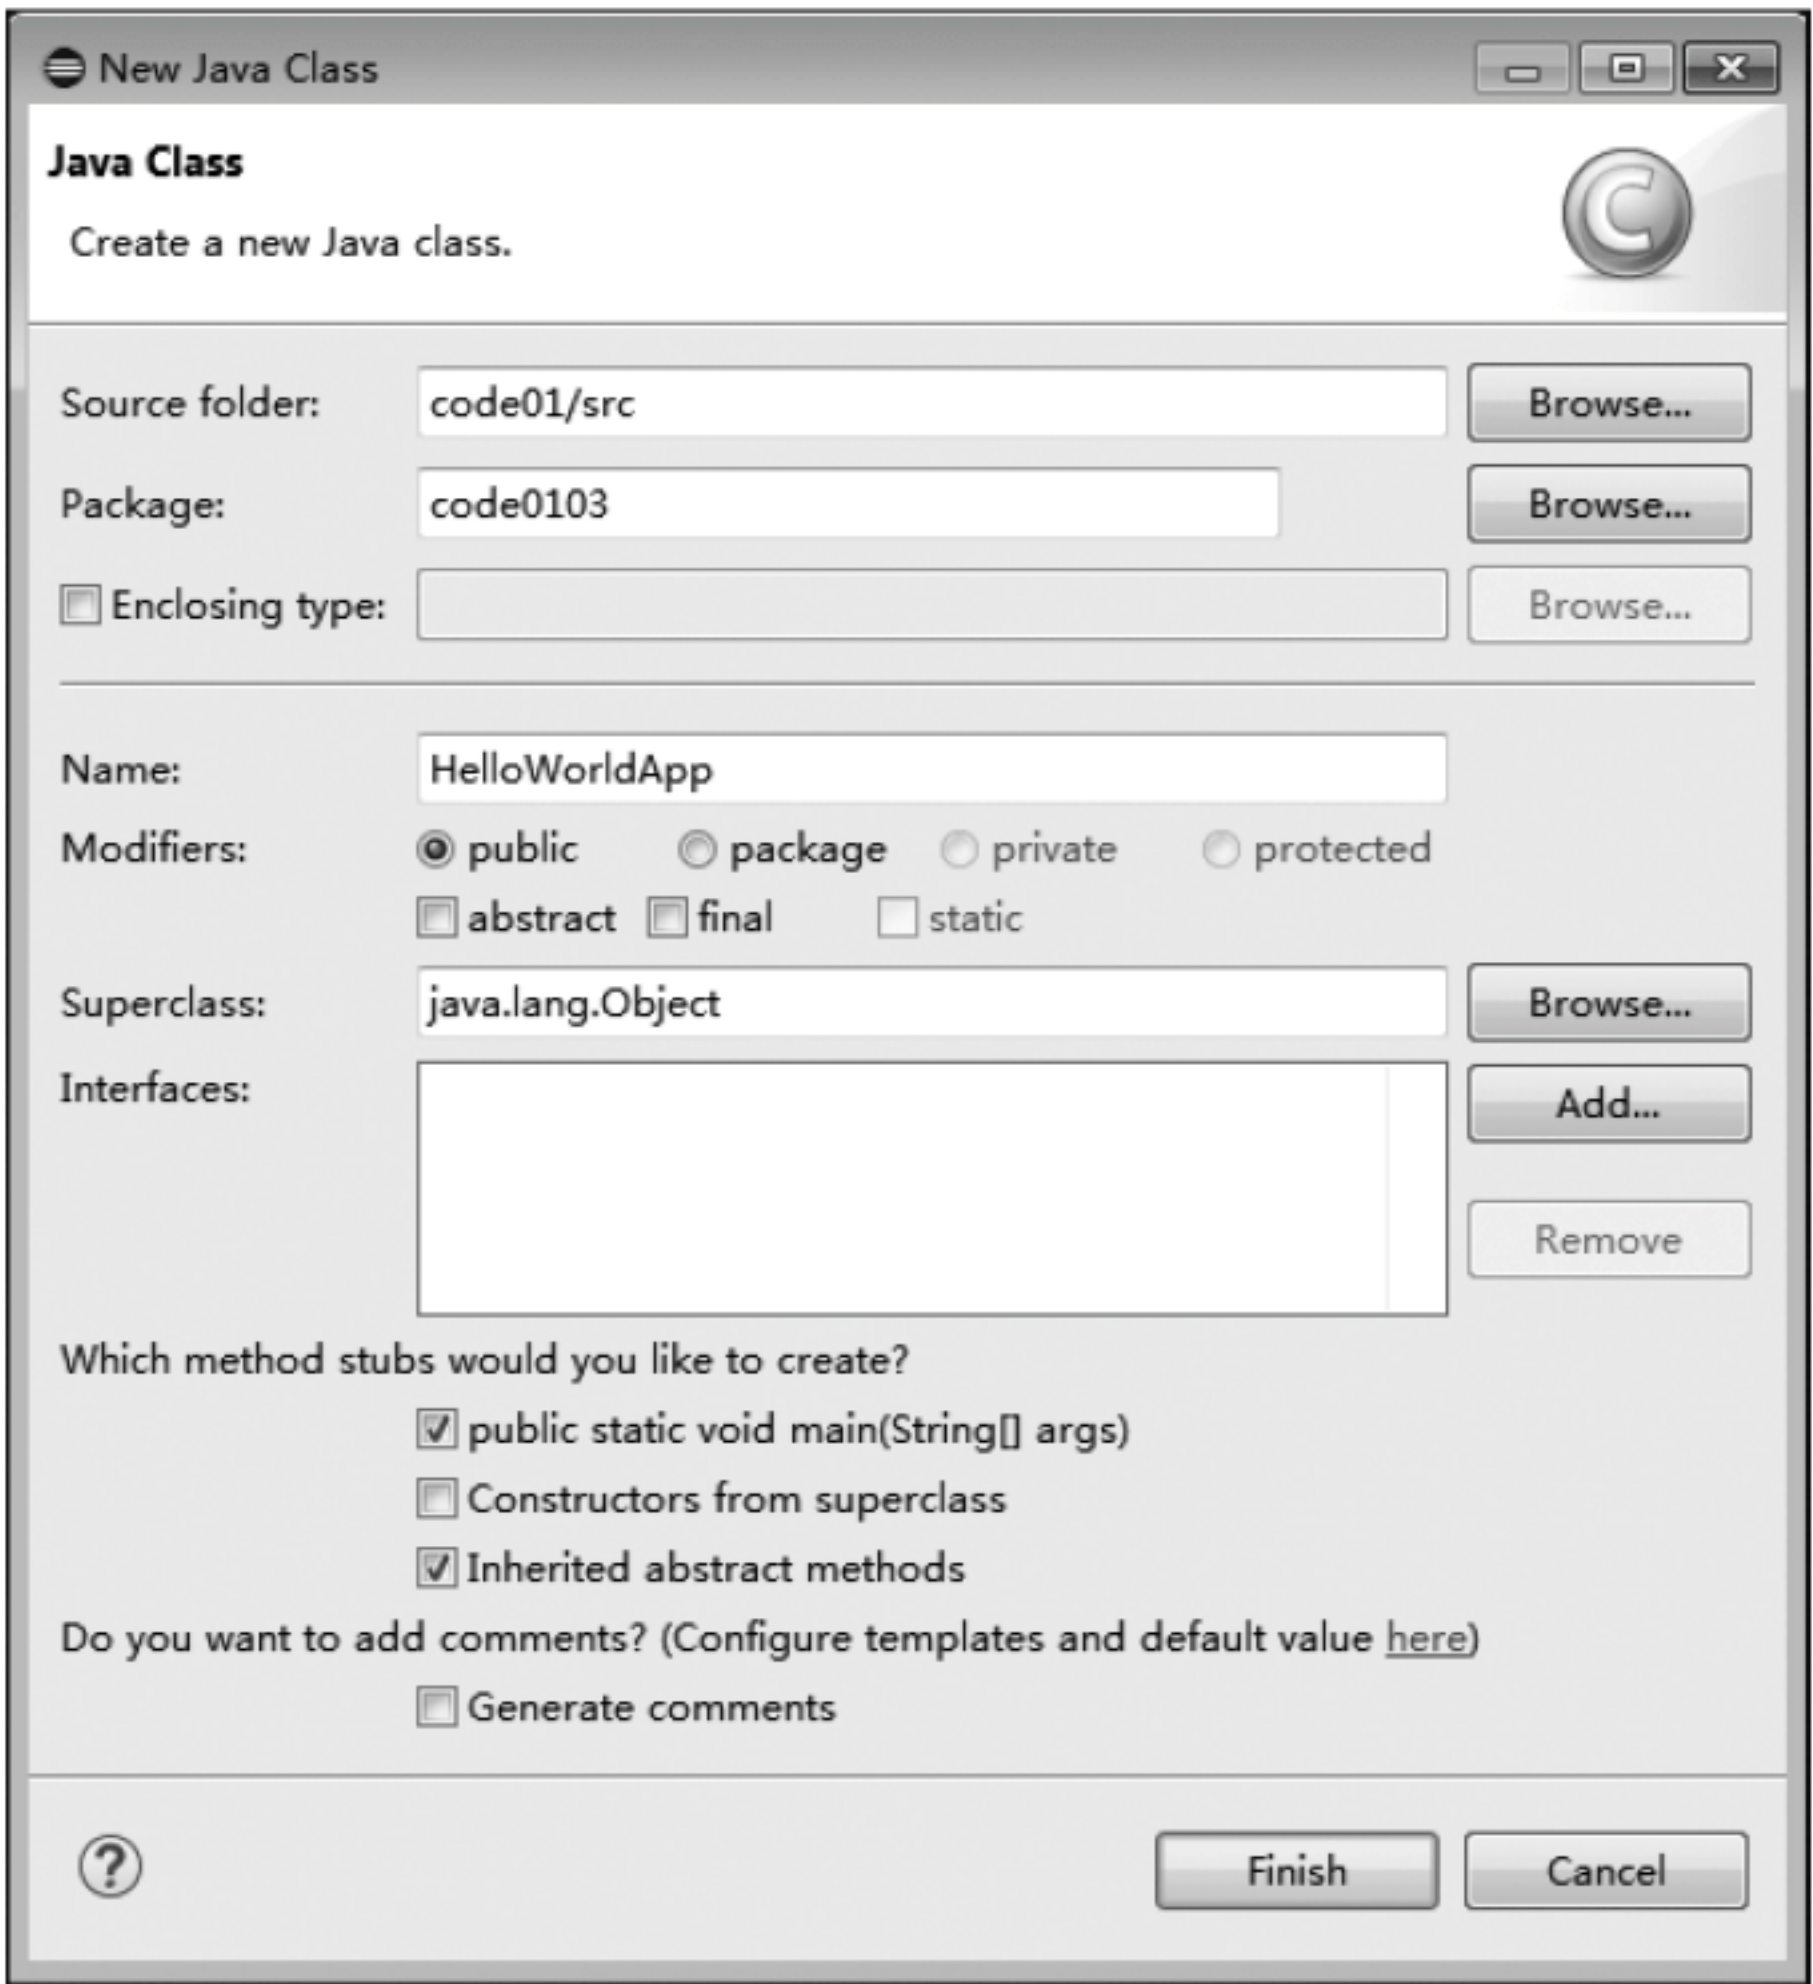 New Java Class
Java Class
Create a new Java class.
Source folder: code01/src Browse...
Package: code0103 Browse...
Enclosing type: Browse...
Name: HelloWorldApp
Modifiers: public package private protected
abstract final static
Superclass: java.lang.Object Browse...
Interfaces: Add...
Remove
Which method stubs would you like to create?
public static void main(String[] args)
Constructors from superclass
Inherited abstract methods
Do you want to add comments? (Configure templates and default value here)
Generate comments
? Finish Cancel